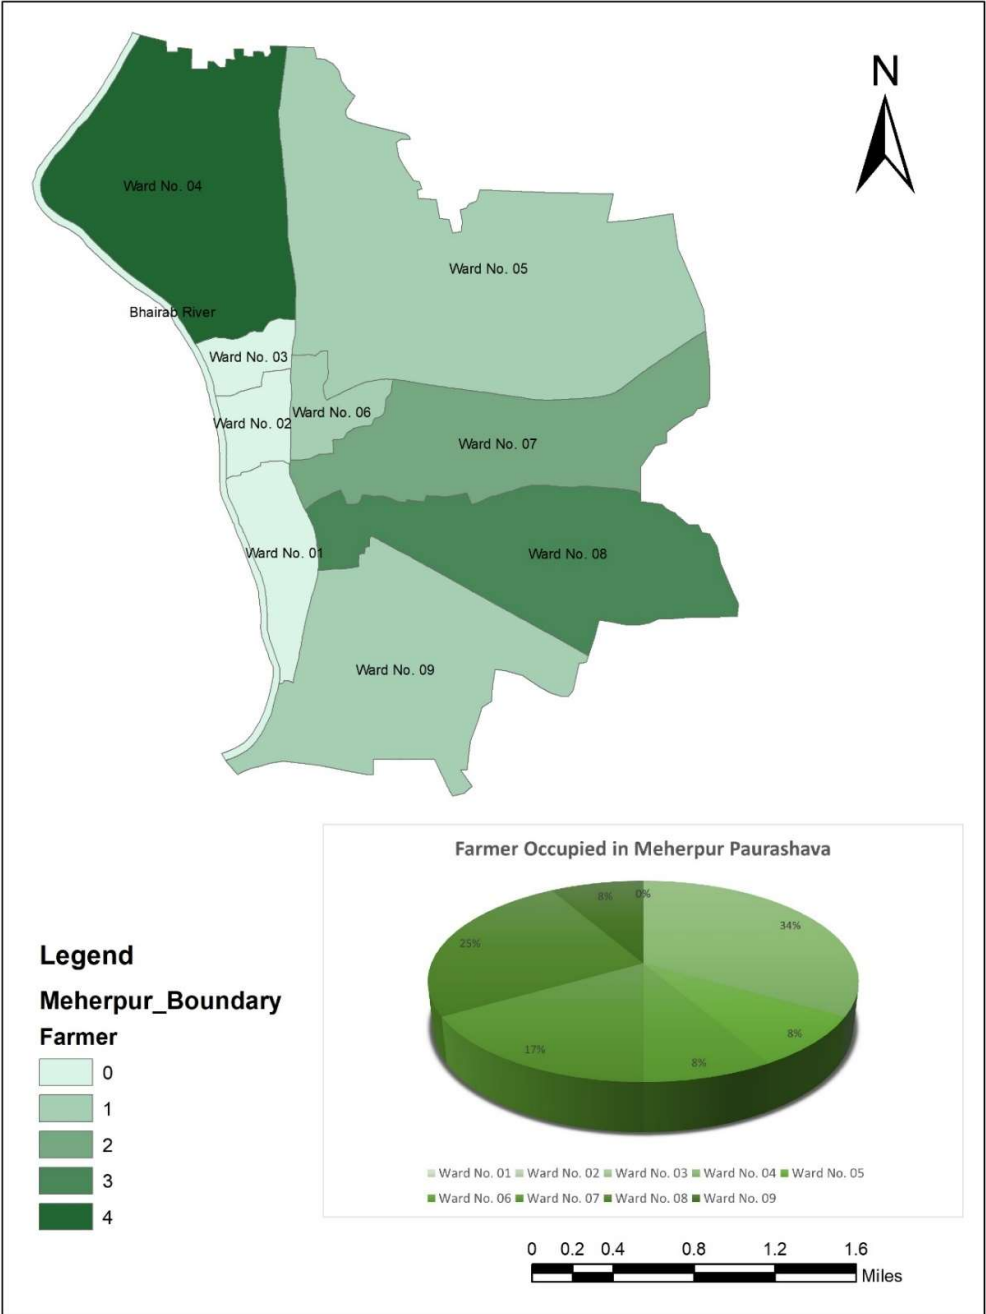 N
Ward No. 04
Ward No. 05
Bhairab River
Ward No. 03
Ward No. 06
Ward No. 02
Ward No. 07
Ward No. 01
Ward No. 08
Ward No. 09
Farmer Occupied in Meherpur Paurashava
8%
0%
34%
25%
8%
17%
8%
Ward No. 01 Ward No. 02 Ward No. 03 Ward No. 04 Ward No. 05
Ward No. 06 Ward No. 07 Ward No. 08 Ward No. 09
Legend
Meherpur_Boundary
Farmer
0
1
2
3
4
0 0.2 0.4 0.8 1.2 1.6
Miles